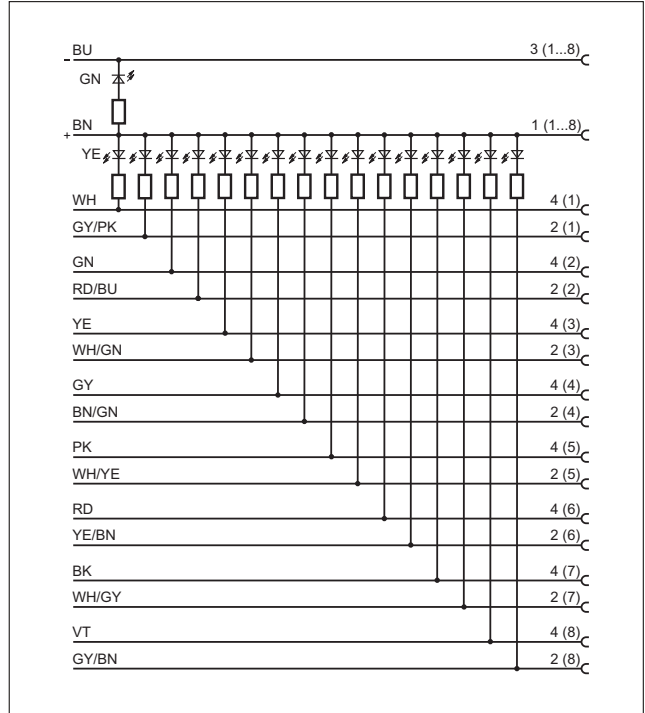 BU 3 (1...8)
-
GN
BN 1 (1...8)
+
YE
WH 4 (1)
GY/PK 2 (1)
GN 4 (2)
RD/BU 2 (2)
YE 4 (3)
WH/GN 2 (3)
GY 4 (4)
BN/GN 2 (4)
PK 4 (5)
WH/YE 2 (5)
RD 4 (6)
YE/BN 2 (6)
BK 4 (7)
WH/GY 2 (7)
VT 4 (8)
GY/BN 2 (8)